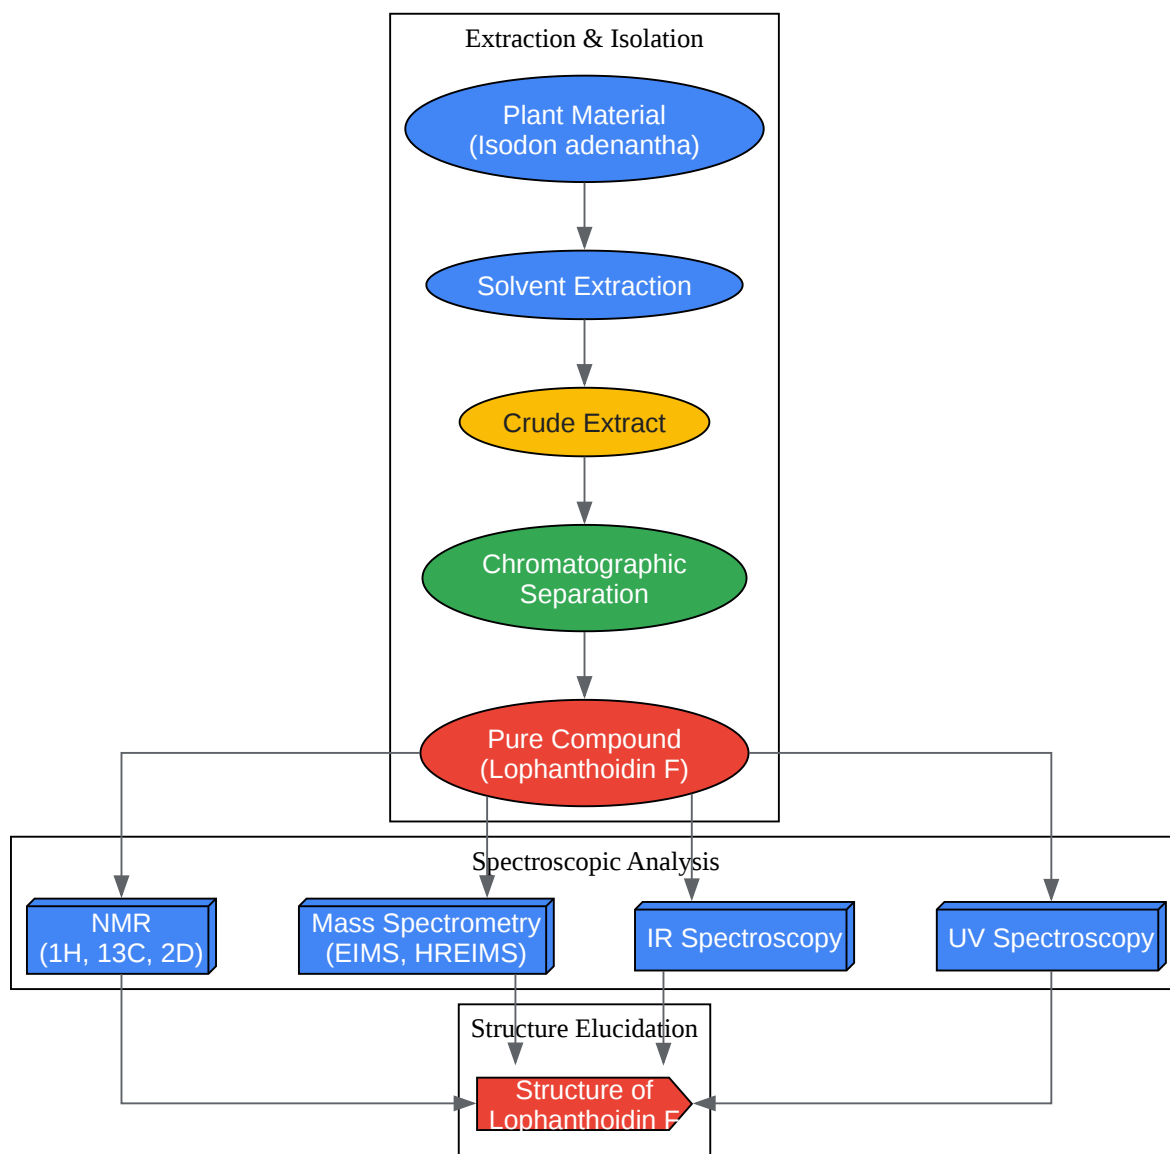 Extraction & Isolation
Plant Material
(Isodon adenantha)
Solvent Extraction
Crude Extract
Chromatographic
Separation
Pure Compound
(Lophanthoidin F)
Spectroscopic Analysis
NMR
(1H, 13C, 2D)
Mass Spectrometry
(EIMS, HREIMS)
IR Spectroscopy
UV Spectroscopy
Structure Elucidation
Structure of
Lophanthoidin F